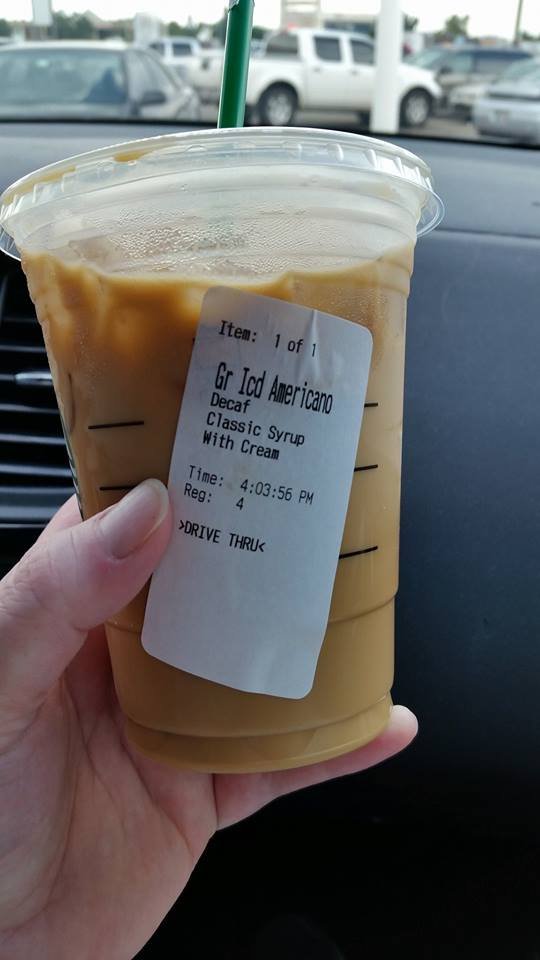 Item: 1 of 1
Gr Icd Americano
Decaf
Classic Syrup
With Cream
Time: 4:03:56 PM
Reg: 4
>DRIVE THRU<